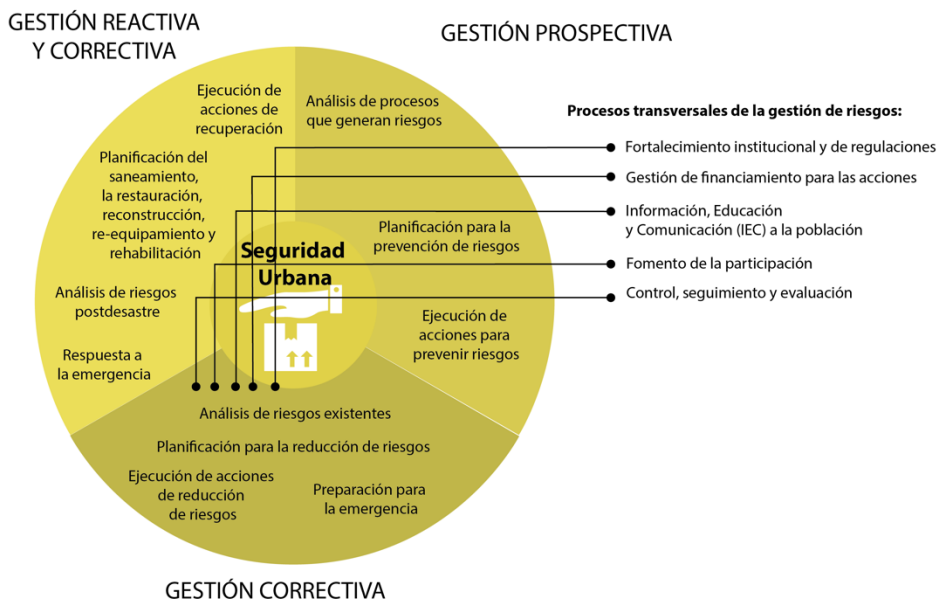 GESTIÓN REACTIVA
Y CORRECTIVA
GESTIÓN PROSPECTIVA
Ejecución de
acciones de
recuperación
Análisis de procesos
que generan riesgos
Planificación del
saneamiento,
la restauración,
reconstrucción,
re-equipamiento y
rehabilitación
Planificación para la
prevención de riesgos
Seguridad
Urbana
Análisis de riesgos
postdesastre
Ejecución de
acciones para
prevenir riesgos
Respuesta a
la emergencia
Análisis de riesgos existentes
Planificación para la reducción de riesgos
Ejecución de acciones
de reducción
de riesgos
Preparación para
la emergencia
GESTIÓN CORRECTIVA
Procesos transversales de la gestión de riesgos:
Fortalecimiento institucional y de regulaciones
Gestión de financiamiento para las acciones
Información, Educación
y Comunicación (IEC) a la población
Fomento de la participación
Control, seguimiento y evaluación